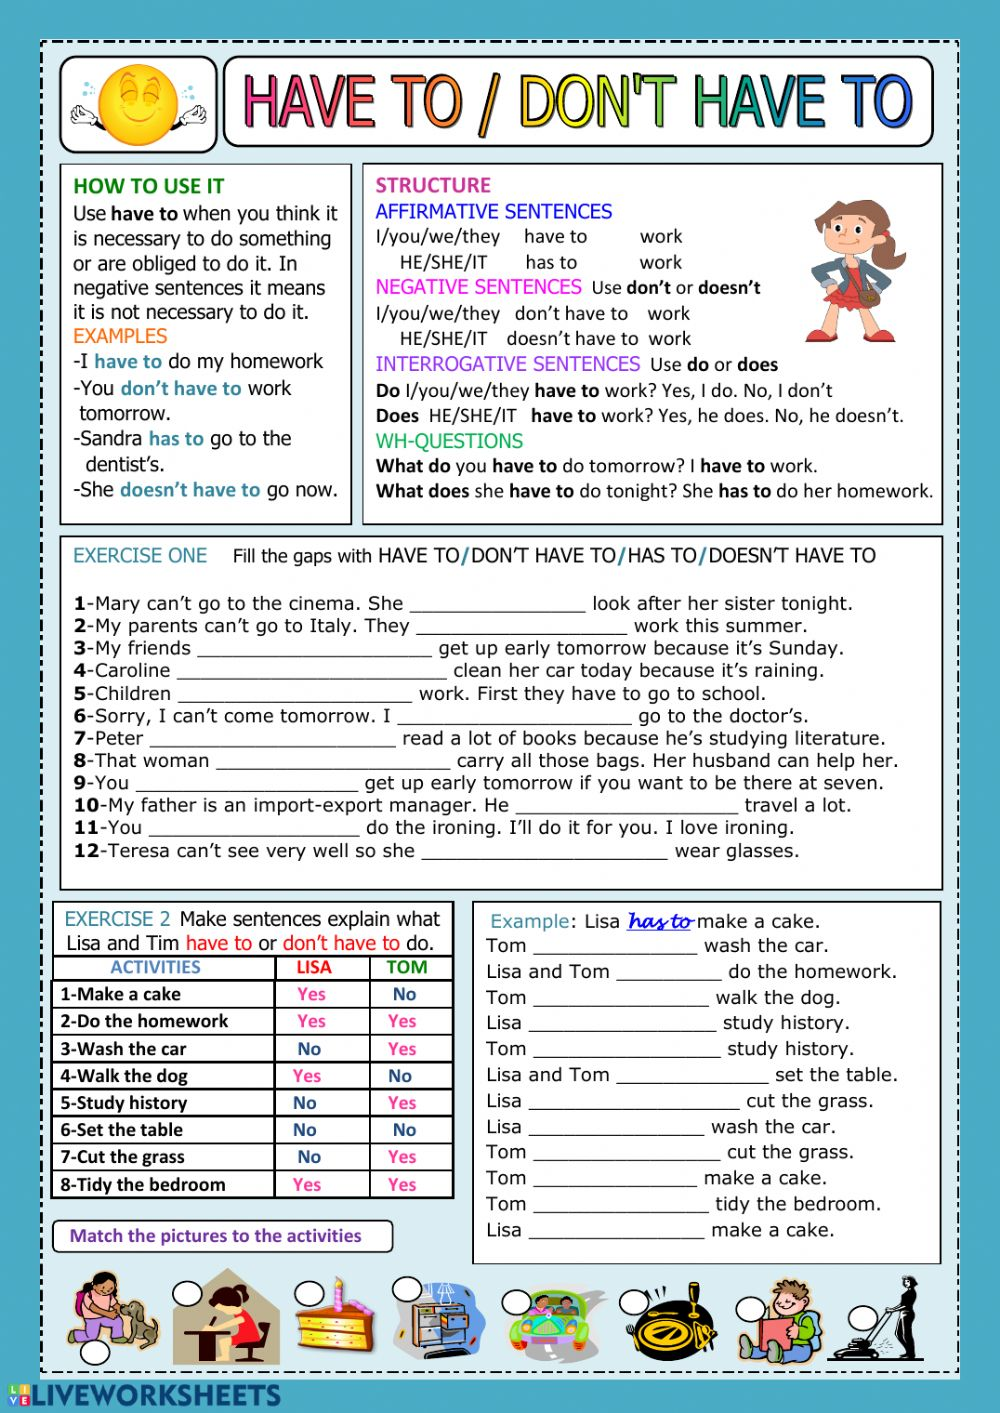 HAVE TO / DON'T HAVE TO
HOW TO USE IT
Use have to when you think it
is necessary to do something
or are obliged to do it. In
negative sentences it means
it is not necessary to do it.
EXAMPLES
-I have to do my homework
-You don't have to work
tomorrow.
-Sandra has to go to the
dentist's.
-She doesn't have to go now.
STRUCTURE
AFFIRMATIVE SENTENCES
I/you/we/they have to work
HE/SHE/IT has to work
NEGATIVE SENTENCES Use don't or doesn't
I/you/we/they don't have to work
HE/SHE/IT doesn't have to work
INTERROGATIVE SENTENCES Use do or does
Do I/you/we/they have to work? Yes, I do. No, I don't
Does HE/SHE/IT have to work? Yes, he does. No, he doesn't.
WH-QUESTIONS
What do you have to do tomorrow? I have to work.
What does she have to do tonight? She has to do her homework.
EXERCISE ONE Fill the gaps with HAVE TO/DON'T HAVE TO/HAS TO/DOESN'T HAVE TO
1-Mary can't go to the cinema. She _______________ look after her sister tonight.
2-My parents can't go to Italy. They __________________ work this summer.
3-My friends ____________________ get up early tomorrow because it's Sunday.
4-Caroline _______________________ clean her car today because it's raining.
5-Children ____________________ work. First they have to go to school.
6-Sorry, I can't come tomorrow. I ____________________ go to the doctor's.
7-Peter _____________________ read a lot of books because he's studying literature.
8-That woman ____________________ carry all those bags. Her husband can help her.
9-You ___________________ get up early tomorrow if you want to be there at seven.
10-My father is an import-export manager. He ___________________ travel a lot.
11-You __________________ do the ironing. I'll do it for you. I love ironing.
12-Teresa can't see very well so she _____________________ wear glasses.
EXERCISE 2 Make sentences explain what
Lisa and Tim have to or don't have to do.
ACTIVITIES LISA TOM
1-Make a cake Yes No
2-Do the homework Yes Yes
3-Wash the car No Yes
4-Walk the dog Yes No
5-Study history No Yes
6-Set the table No No
7-Cut the grass No Yes
8-Tidy the bedroom Yes Yes
Match the pictures to the activities
Example: Lisa has to make a cake.
Tom ______________ wash the car.
Lisa and Tom _________ do the homework.
Tom _______________ walk the dog.
Lisa ________________ study history.
Tom ________________ study history.
Lisa and Tom _____________ set the table.
Lisa __________________ cut the grass.
Lisa _______________ wash the car.
Tom ________________ cut the grass.
Tom ______________ make a cake.
Tom _______________ tidy the bedroom.
Lisa _______________ make a cake.
LIVE LIVEWORKSHEETS